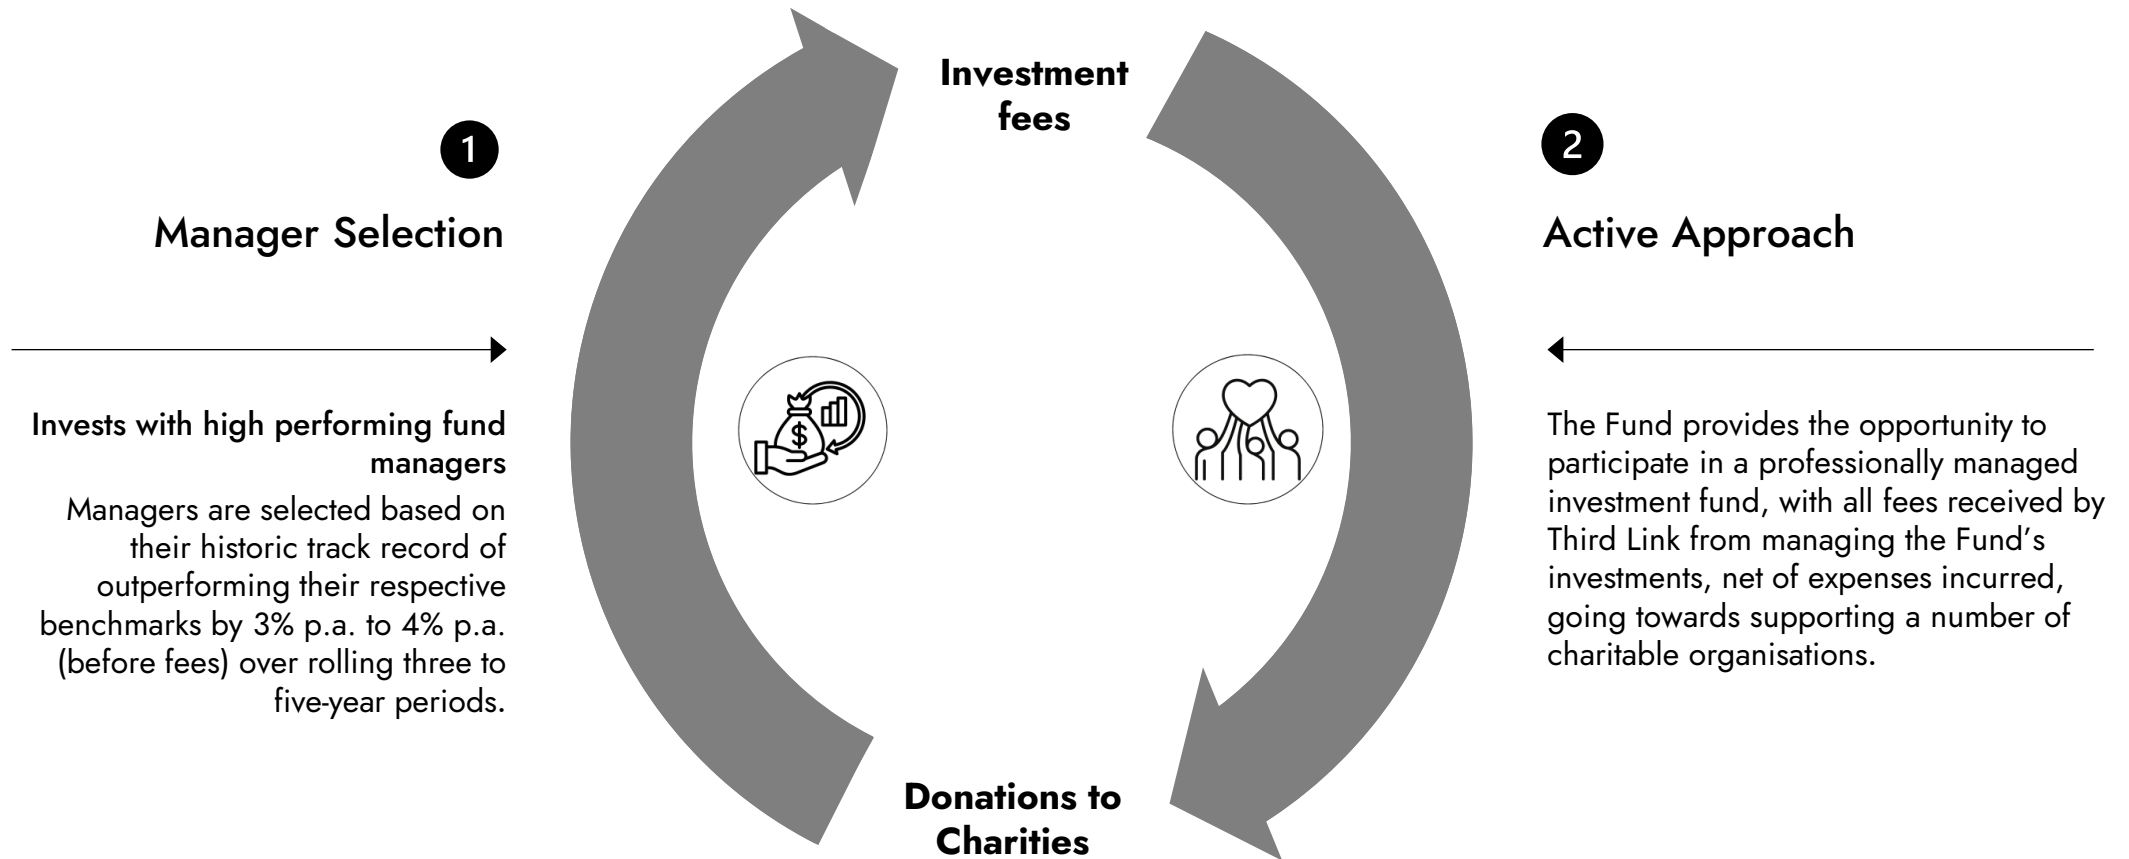 Investment
fees
1
Manager Selection
Invests with high performing fund
managers
Managers are selected based on
their historic track record of
outperforming their respective
benchmarks by 3% p.a. to 4% p.a.
(before fees) over rolling three to
five-year periods.
$
2
Active Approach
The Fund provides the opportunity to
participate in a professionally managed
investment fund, with all fees received by
Third Link from managing the Fund’s
investments, net of expenses incurred,
going towards supporting a number of
charitable organisations.
Donations to
Charities